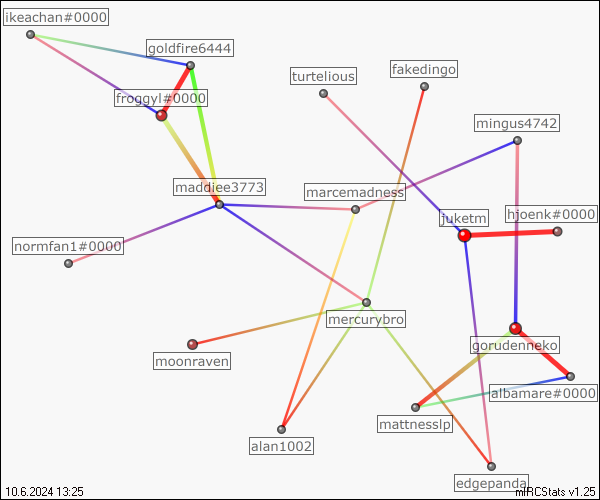 ikeachan#0000
goldfire6444
turtelious
fakedingo
froggyl#0000
mingus4742
maddiee3773
marcemadness
juketm
hjoenk#0000
normfan1#0000
mercurybro
moonraven
gorudenneko
albamare#0000
mattnesslp
alan1002
edgepanda
10.6.2024 13:25
mIRCStats v1.25